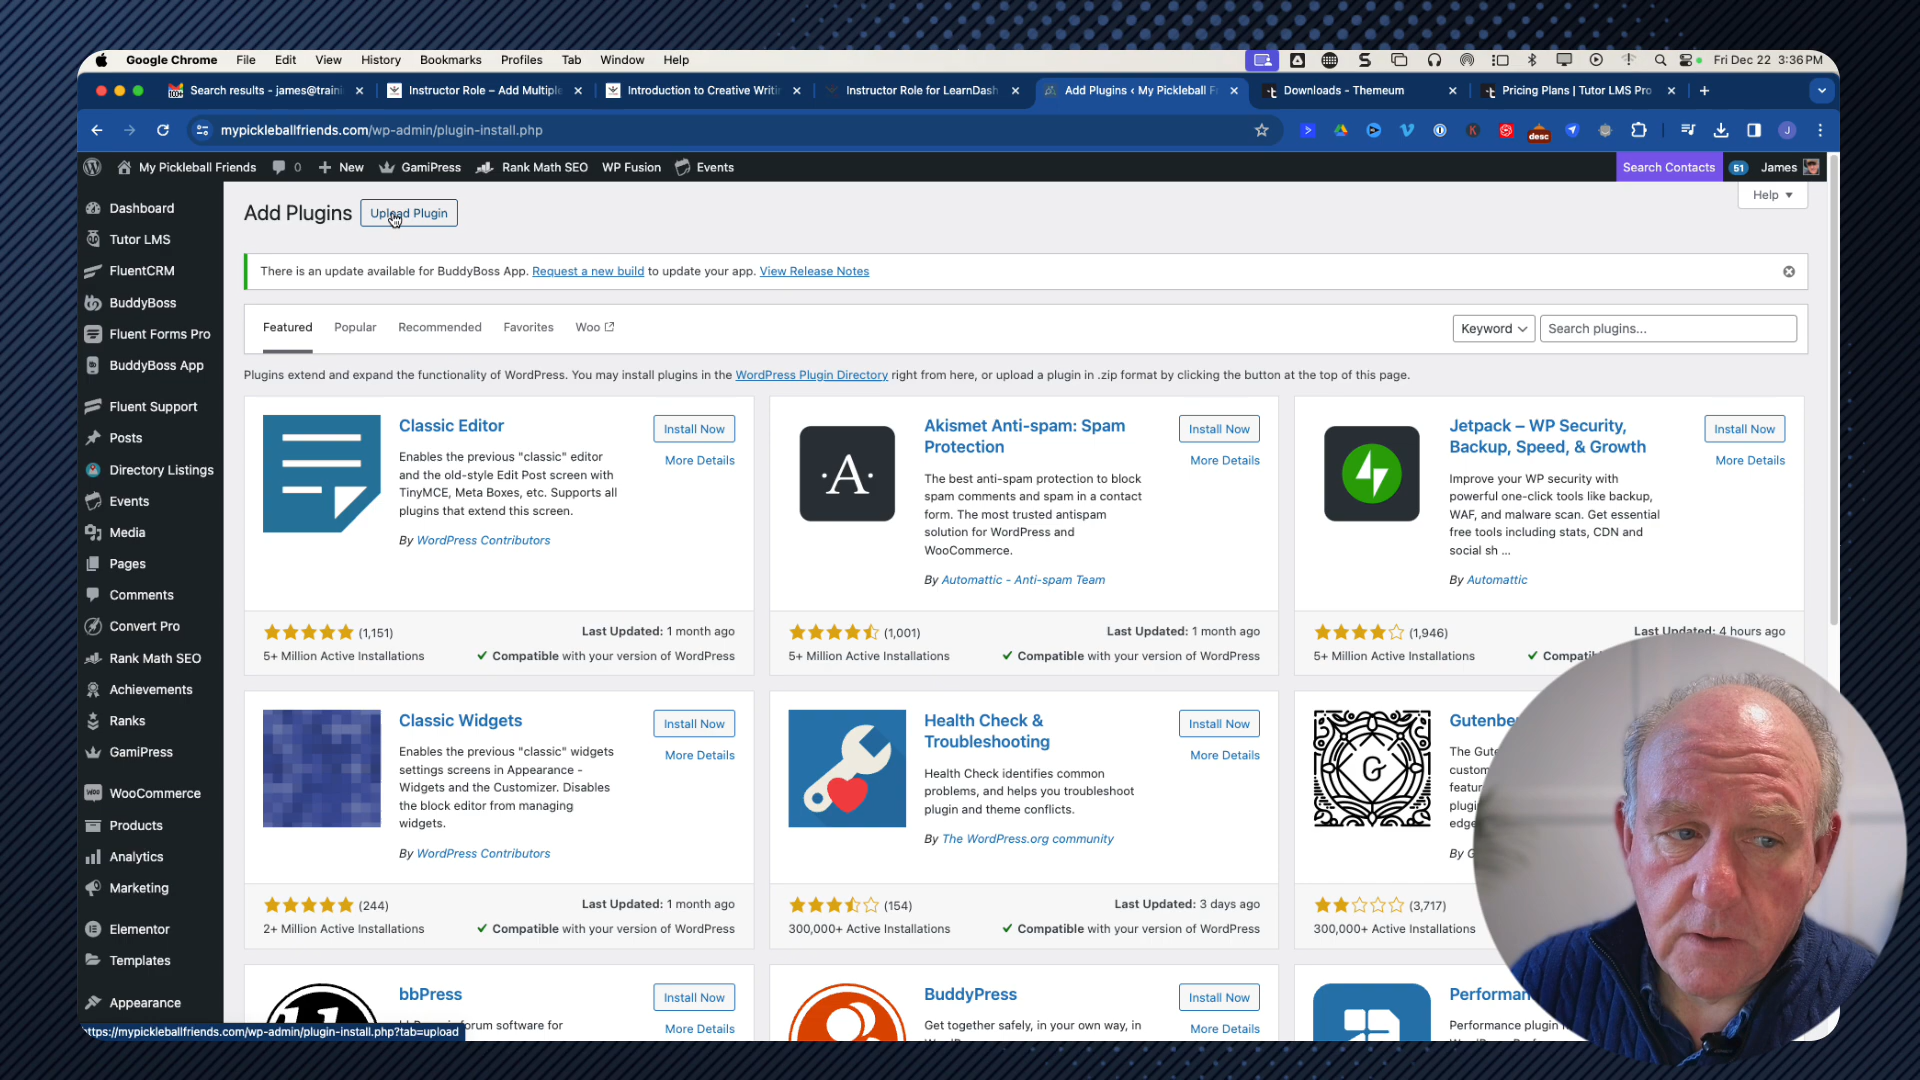 Google Chrome File Edit View History Bookmarks Profiles Tab Window Help
Fri Dec 22 3:36 PM
Search results - james@traini
Instructor Role – Add Multiple
Introduction to Creative Writin
Instructor Role for LearnDash
Add Plugins ‹ My Pickleball F
Downloads - Themeum
Pricing Plans | Tutor LMS Pro
mypickleballfriends.com/wp-admin/plugin-install.php
desc
J
My Pickleball Friends 0 New GamiPress Rank Math SEO WP Fusion Events
Search Contacts 51 James
Dashboard
Tutor LMS
FluentCRM
BuddyBoss
Fluent Forms Pro
BuddyBoss App
Fluent Support
Posts
Directory Listings
Events
Media
Pages
Comments
Convert Pro
Rank Math SEO
Achievements
Ranks
GamiPress
WooCommerce
Products
Analytics
Marketing
Elementor
Templates
Appearance
Help
Add Plugins Upload Plugin
There is an update available for BuddyBoss App. Request a new build to update your app. View Release Notes
Featured Popular Recommended Favorites Woo
Keyword Search plugins...
Plugins extend and expand the functionality of WordPress. You may install plugins in the WordPress Plugin Directory right from here, or upload a plugin in .zip format by clicking the button at the top of this page.
Classic Editor
Install Now
More Details
Enables the previous "classic" editor
and the old-style Edit Post screen with
TinyMCE, Meta Boxes, etc. Supports all
plugins that extend this screen.
By WordPress Contributors
(1,151)
Last Updated: 1 month ago
5+ Million Active Installations
Compatible with your version of WordPress
·A·
Akismet Anti-spam: Spam
Protection
Install Now
More Details
The best anti-spam protection to block
spam comments and spam in a contact
form. The most trusted antispam
solution for WordPress and
WooCommerce.
By Automattic - Anti-spam Team
(1,001)
Last Updated: 1 month ago
5+ Million Active Installations
Compatible with your version of WordPress
Jetpack – WP Security,
Backup, Speed, & Growth
Install Now
More Details
Improve your WP security with
powerful one-click tools like backup,
WAF, and malware scan. Get essential
free tools including stats, CDN and
social sh ...
By Automattic
(1,946)
Last Updated: 4 hours ago
5+ Million Active Installations
Compatib
Classic Widgets
Install Now
More Details
Enables the previous "classic" widgets
settings screens in Appearance -
Widgets and the Customizer. Disables
the block editor from managing
widgets.
By WordPress Contributors
(244)
Last Updated: 1 month ago
2+ Million Active Installations
Compatible with your version of WordPress
Health Check &
Troubleshooting
Install Now
More Details
Health Check identifies common
problems, and helps you troubleshoot
plugin and theme conflicts.
By The WordPress.org community
(154)
Last Updated: 3 days ago
300,000+ Active Installations
Compatible with your version of WordPress
G
Gutenbe
The Gute
custom
featur
plugi
edge
By G
(3,717)
300,000+ Active Installations
bbPress
Install Now
More Details
forum software for
BuddyPress
Install Now
More Details
Get together safely, in your own way, in
Performan
Performance plugin
https://mypickleballfriends.com/wp-admin/plugin-install.php?tab=upload